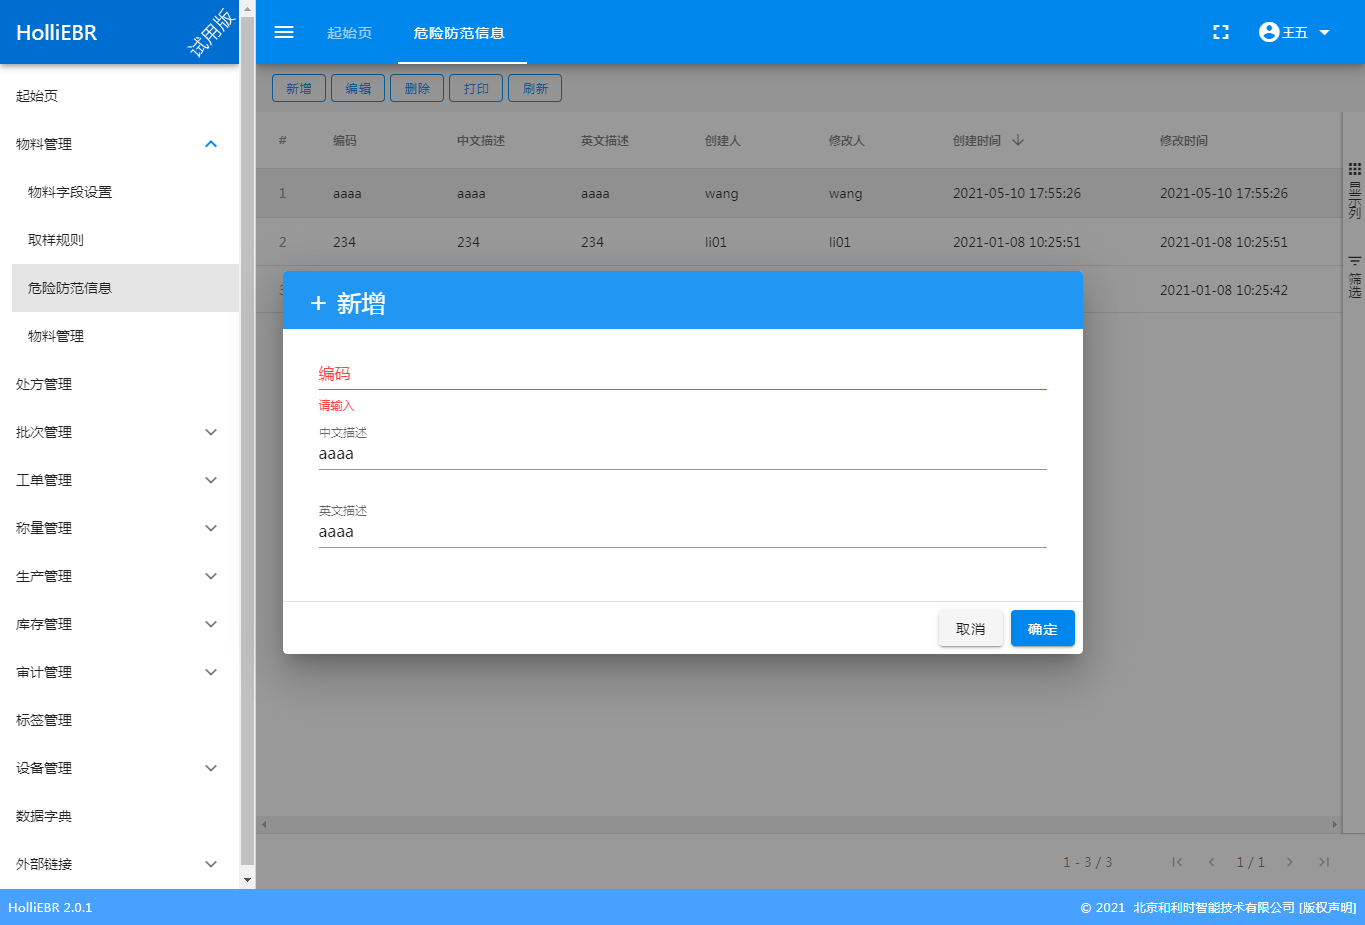 HolliEBR
试用版
起始页
物料管理
物料字段设置
取样规则
危险防范信息
物料管理
处方管理
批次管理
工单管理
称量管理
生产管理
库存管理
审计管理
标签管理
设备管理
数据字典
外部链接
起始页 危险防范信息 王五
新增 编辑 删除 打印 刷新
# 编码 中文描述 英文描述 创建人 修改人 创建时间 修改时间
1 aaaa aaaa aaaa wang wang 2021-05-10 17:55:26 2021-05-10 17:55:26
2 234 234 234 li01 li01 2021-01-08 10:25:51 2021-01-08 10:25:51
2021-01-08 10:25:42
显示列
筛选
+ 新增
编码
请输入
中文描述
aaaa
英文描述
aaaa
取消 确定
1 - 3 / 3 1 / 1
HolliEBR 2.0.1 © 2021 北京和利时智能技术有限公司 [版权声明]